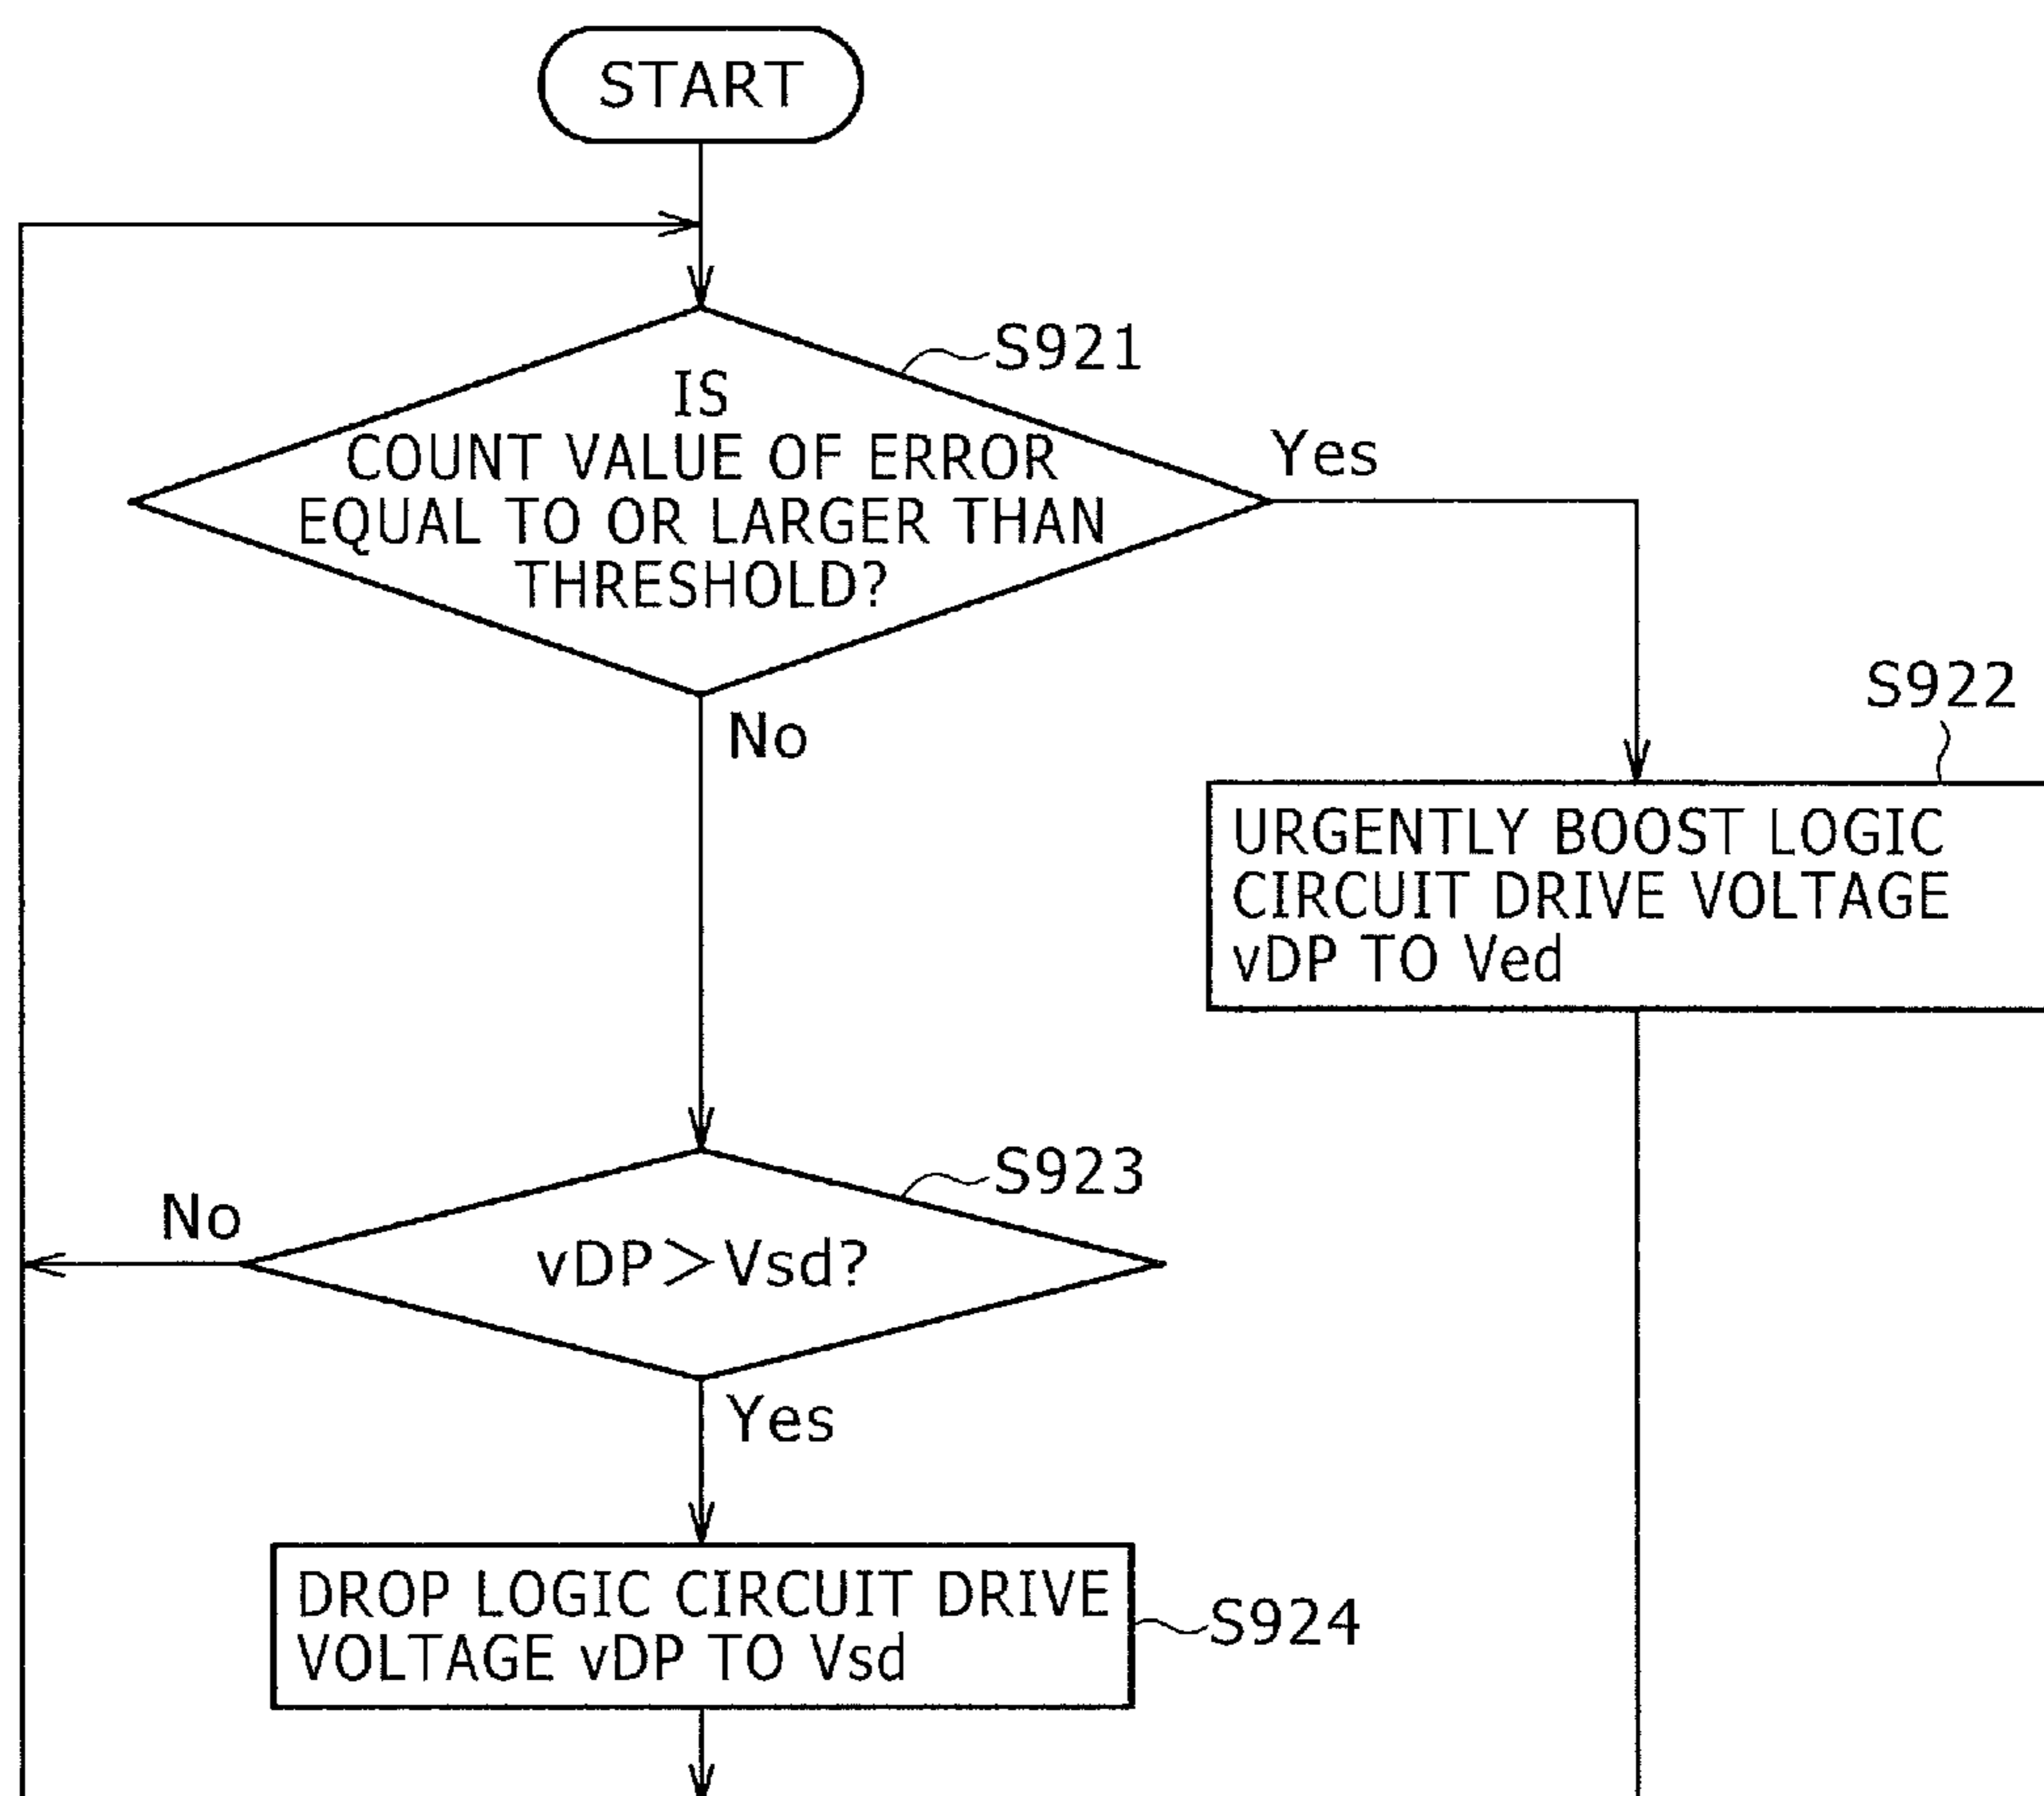 START
S921
IS
COUNT VALUE OF ERROR
EQUAL TO OR LARGER THAN
THRESHOLD?
Yes
No
S922
URGENTLY BOOST LOGIC
CIRCUIT DRIVE VOLTAGE
vDP TO Ved
S923
No
vDP>Vsd?
Yes
DROP LOGIC CIRCUIT DRIVE
VOLTAGE vDP TO Vsd
S924